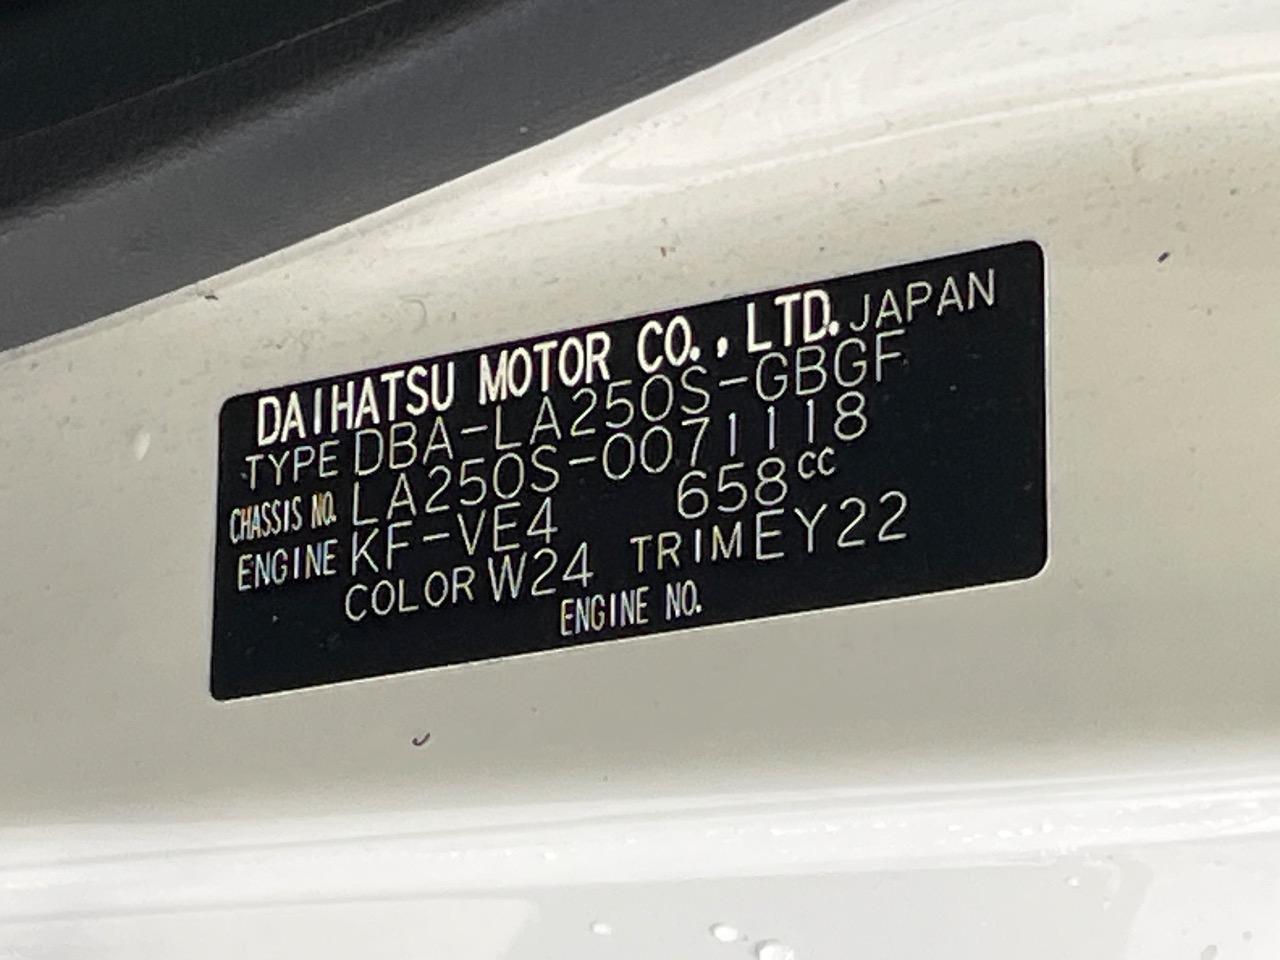 DAIHATSU MOTOR CO., LTD. JAPAN
TYPE DBA-LA250S-GBGF
CHASSIS NO. LA250S-0071118
ENGINE KF-VE4 658cc
COLOR W24 TRIM EY22
ENGINE NO.